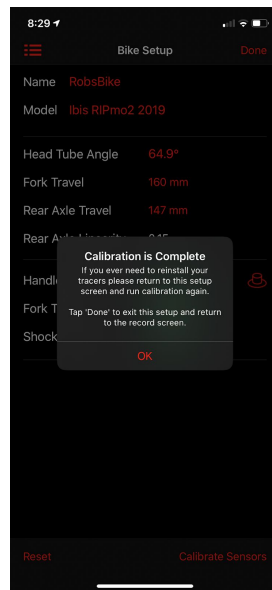 8:29
Bike Setup
Done
Name RobsBike
Model Ibis RIPmo2 2019
Head Tube Angle 64.9°
Fork Travel 160 mm
Rear Axle Travel 147 mm
Rear
Calibration is Complete
If you ever need to reinstall your
tracers please return to this setup
screen and run calibration again.
Tap 'Done' to exit this setup and return
to the record screen.
OK
Fork T
Shock
Reset
Calibrate Sensors